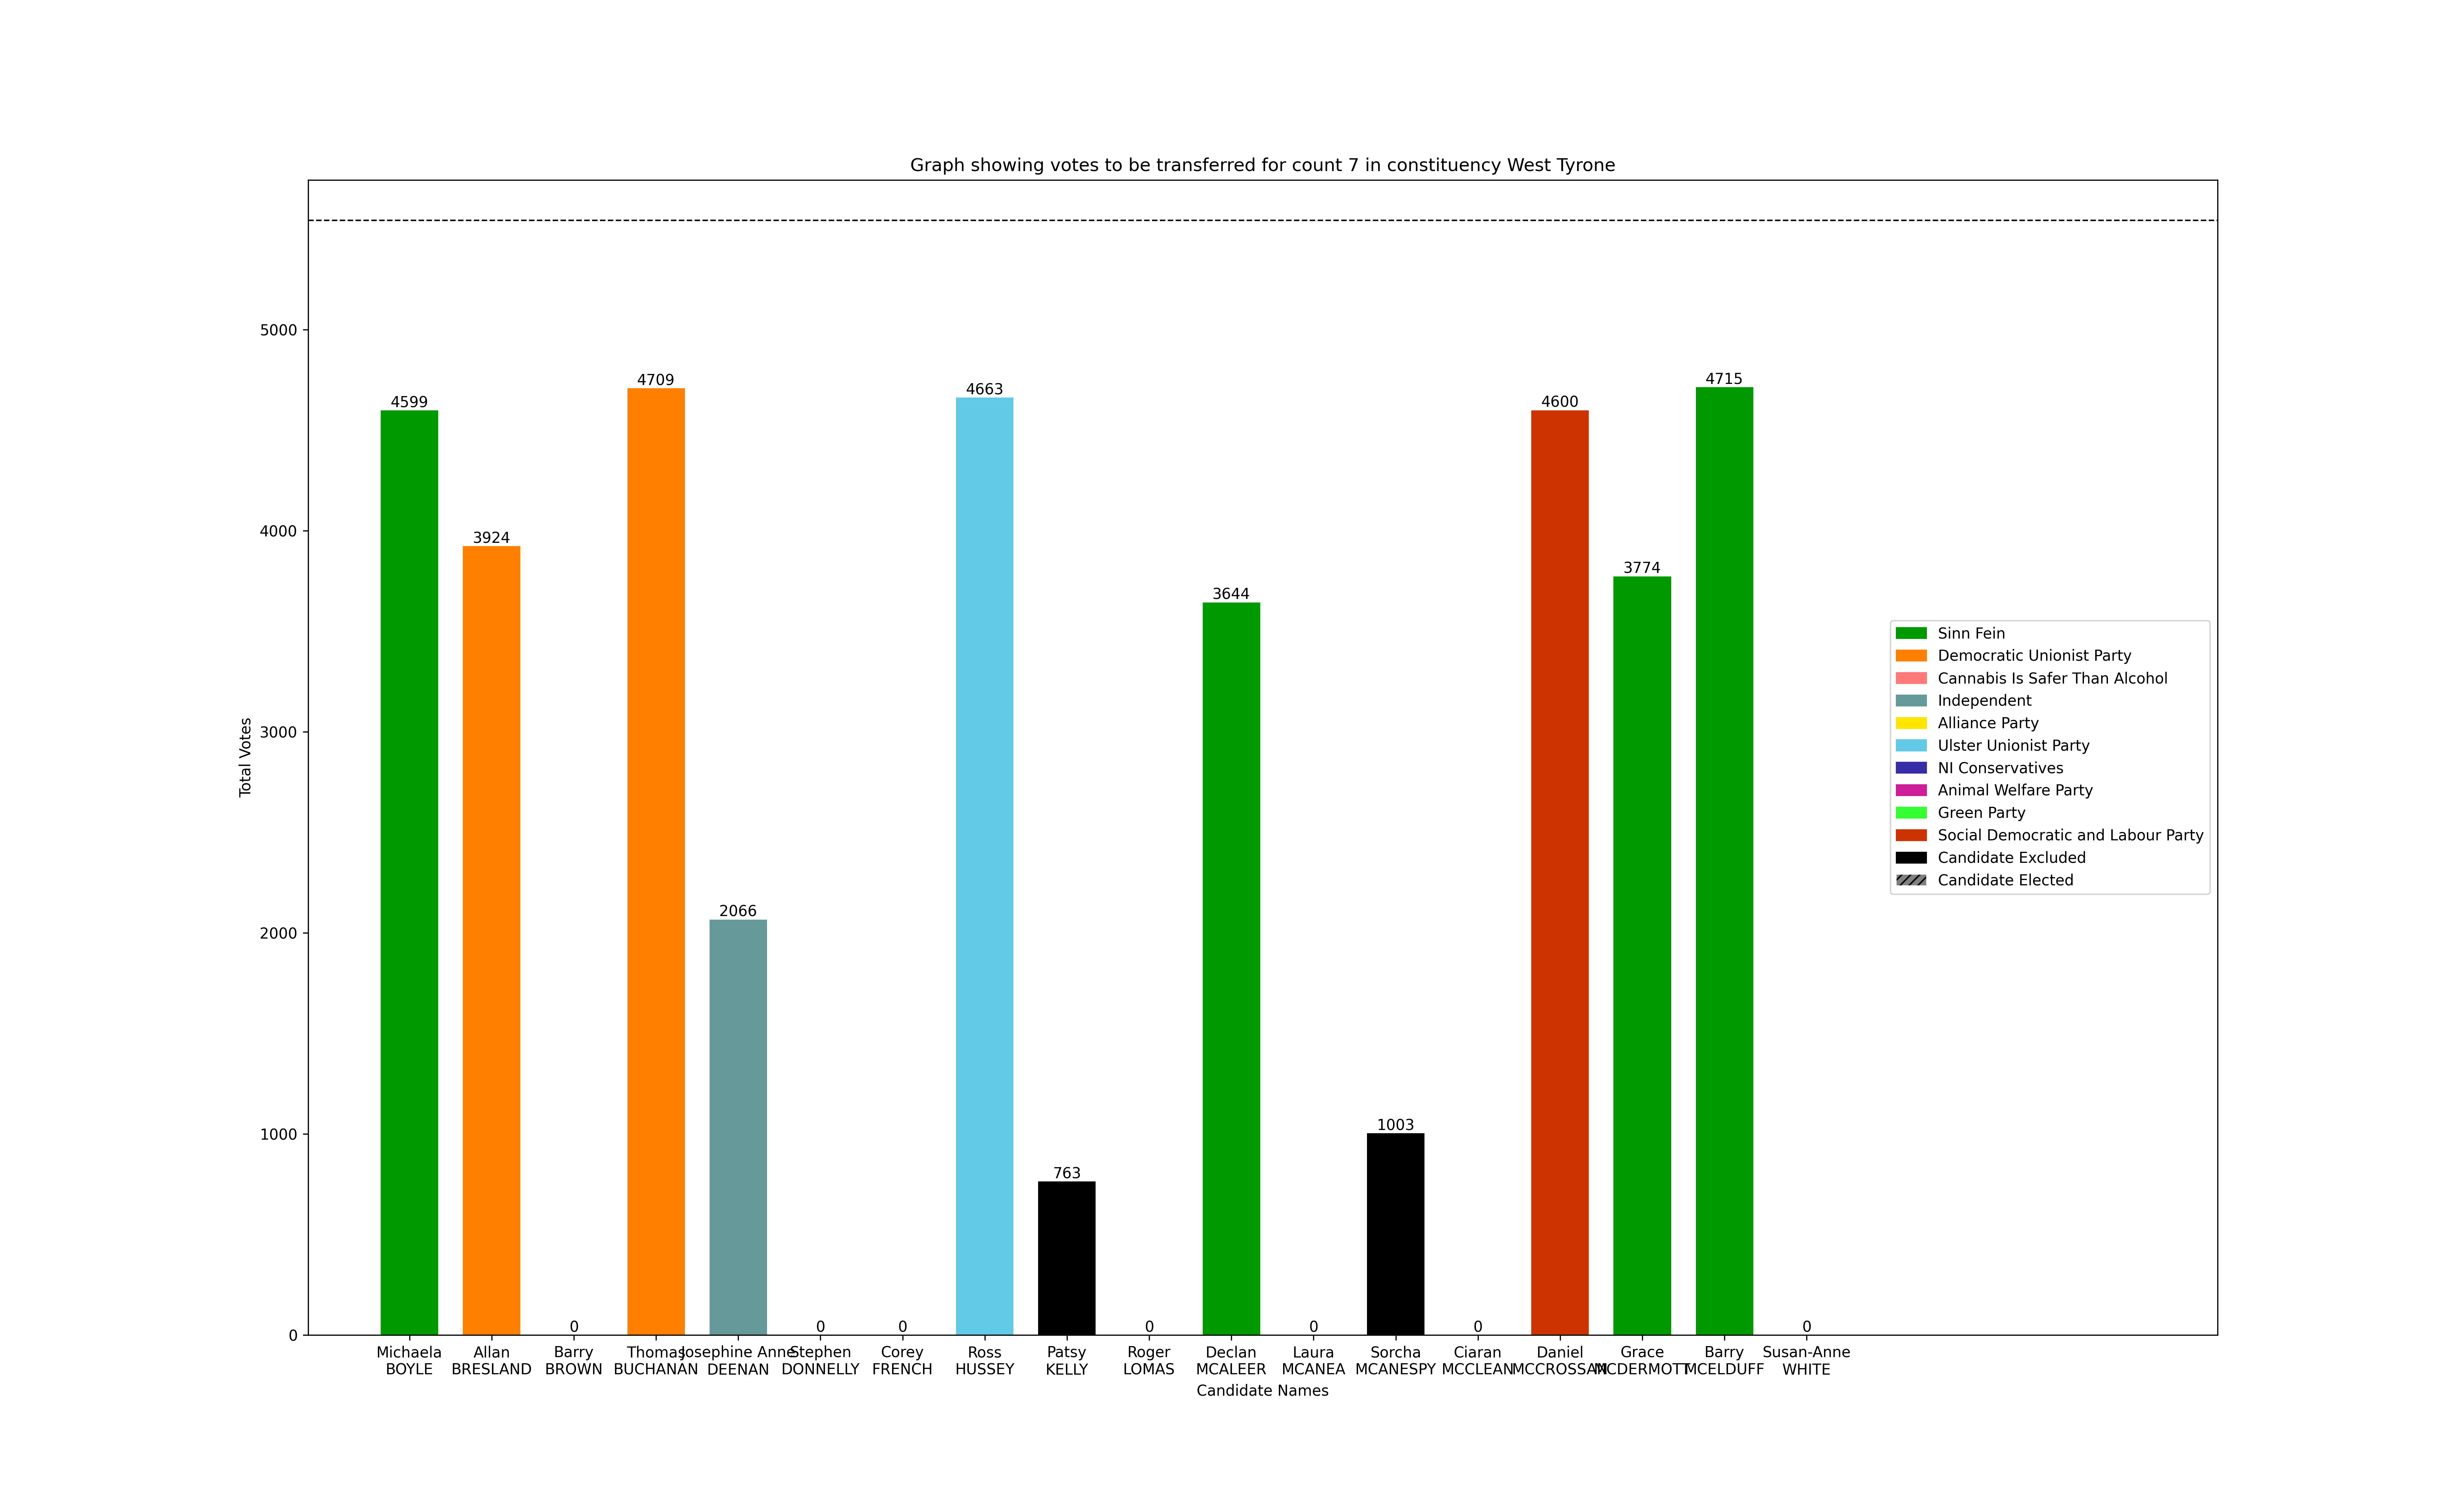 Graph showing votes to be transferred for count 7 in constituency West Tyrone
Total Votes
5000
4000
3000
2000
1000
0
4599
3924
0
4709
2066
0
0
4663
763
0
3644
0
1003
0
4600
3774
4715
0
Michaela
BOYLE
Allan
BRESLAND
Barry
BROWN
Thomas
BUCHANAN
Josephine Anne
DEENAN
Stephen
DONNELLY
Corey
FRENCH
Ross
HUSSEY
Patsy
KELLY
Roger
LOMAS
Declan
MCALEER
Laura
MCANEA
Sorcha
MCANESPY
Ciaran
MCCLEAN
Daniel
MCCROSSAN
Grace
MCDERMOTT
Barry
MCELDUFF
Susan-Anne
WHITE
Candidate Names
Sinn Fein
Democratic Unionist Party
Cannabis Is Safer Than Alcohol
Independent
Alliance Party
Ulster Unionist Party
NI Conservatives
Animal Welfare Party
Green Party
Social Democratic and Labour Party
Candidate Excluded
Candidate Elected